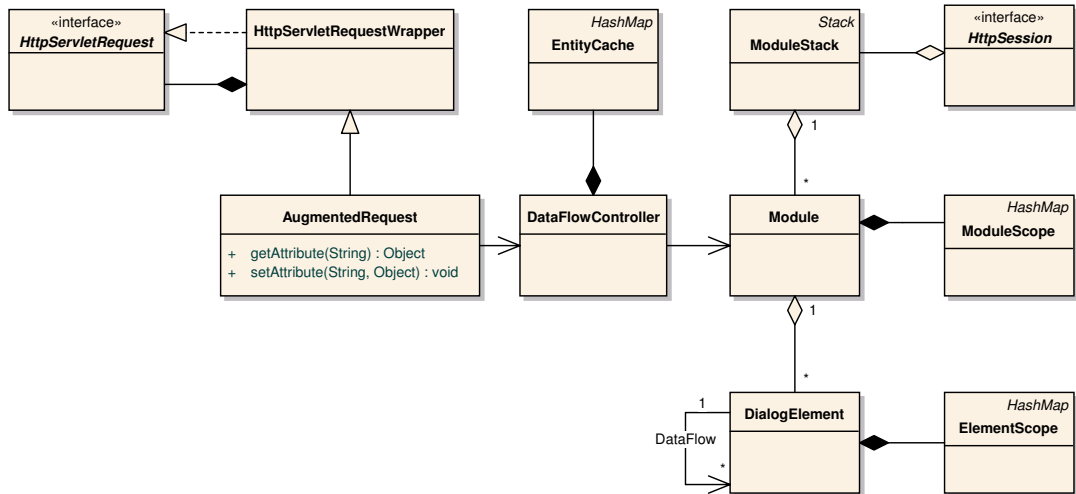 «interface»
HttpServletRequest
HttpServletRequestWrapper
HashMap
EntityCache
Stack
ModuleStack
«interface»
HttpSession
1
*
AugmentedRequest
+ getAttribute(String) : Object
+ setAttribute(String, Object) : void
DataFlowController
Module
HashMap
ModuleScope
1
*
DialogElement
1
DataFlow
*
HashMap
ElementScope